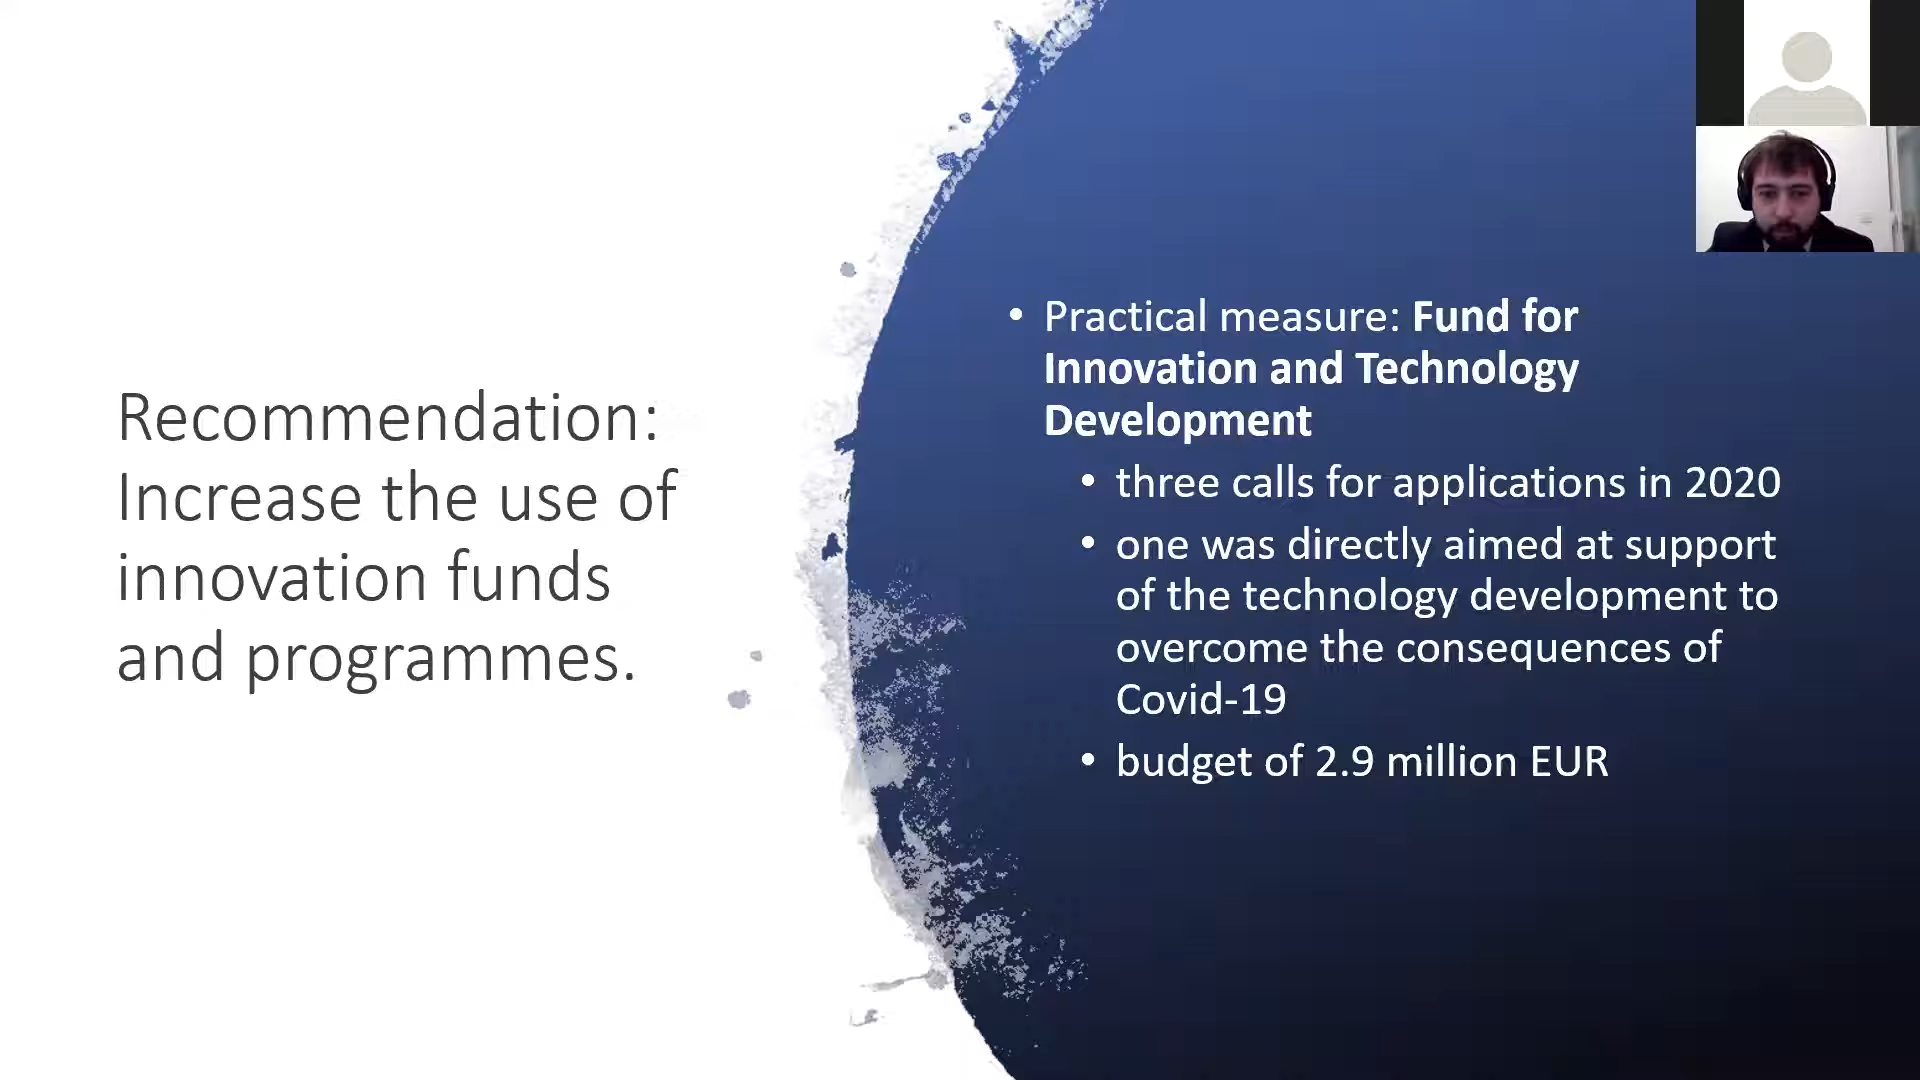 Recommendation:
Increase the use of
innovation funds
and programmes.
• Practical measure: Fund for
Innovation and Technology
Development
• three calls for applications in 2020
• one was directly aimed at support
of the technology development to
overcome the consequences of
Covid-19
• budget of 2.9 million EUR